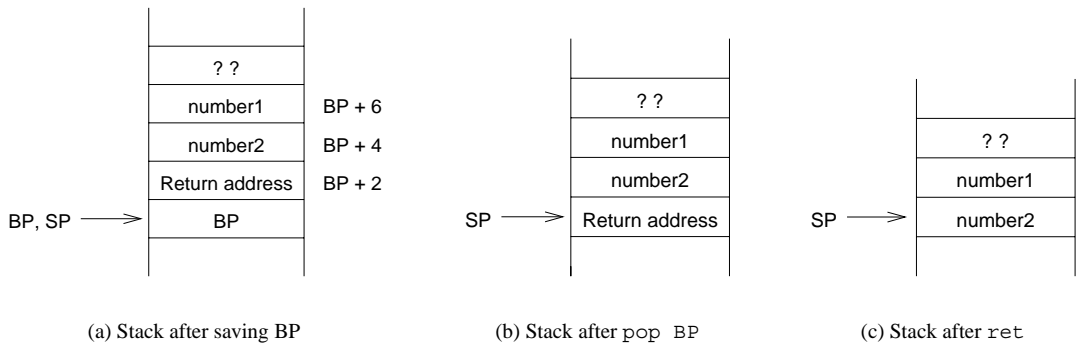 ? ?
number1 BP + 6
number2 BP + 4
Return address BP + 2
BP, SP BP
(a) Stack after saving BP
? ?
number1
number2
SP Return address
(b) Stack after pop BP
? ?
number1
SP number2
(c) Stack after ret